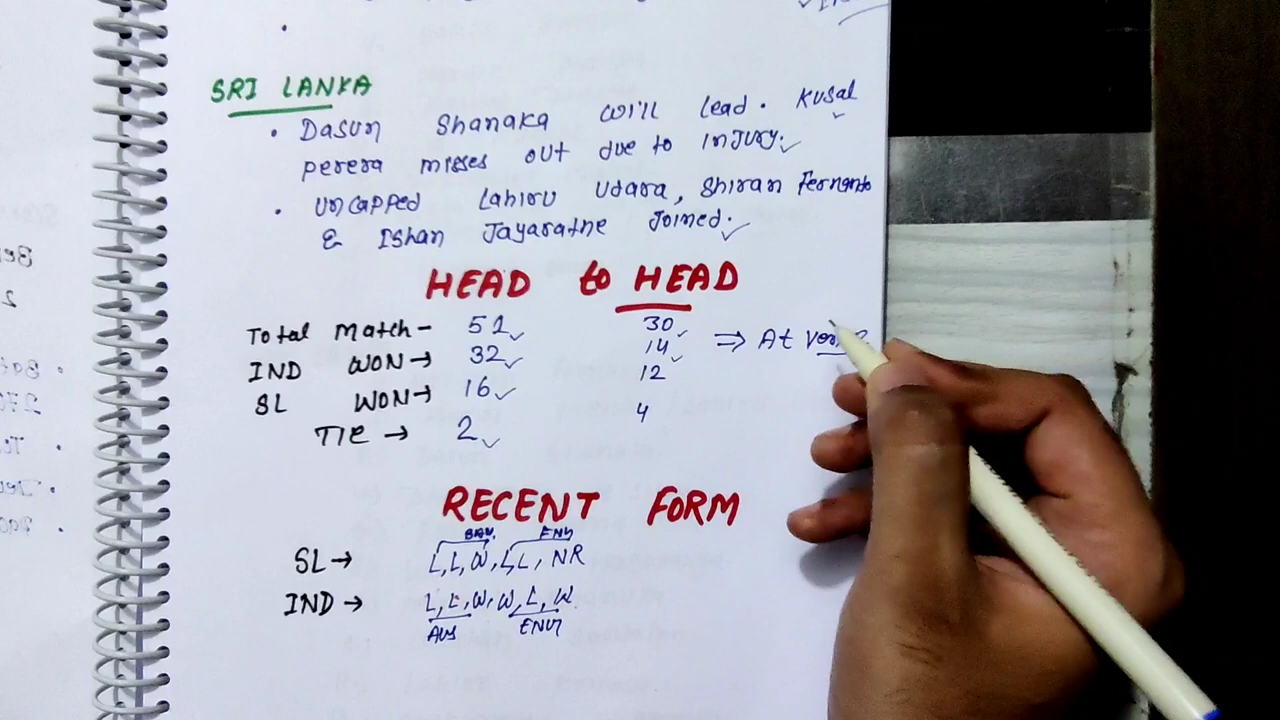 SRI LANKA
• Dasun Shanaka will lead. Kusal
perera misses out due to injury.
• uncapped Lahiru Udara, Shiran Fernanto
& Ishan Jayaratne Joined.
HEAD to HEAD
Total Match - 51 30 ⇒ At
IND WON → 32 14
SL WON → 16 12
TIE → 2 4
RECENT FORM
BAN. ENG
SL → L, L, W, L, L, NR
IND → L, L, W, W, L, W
AUS ENG